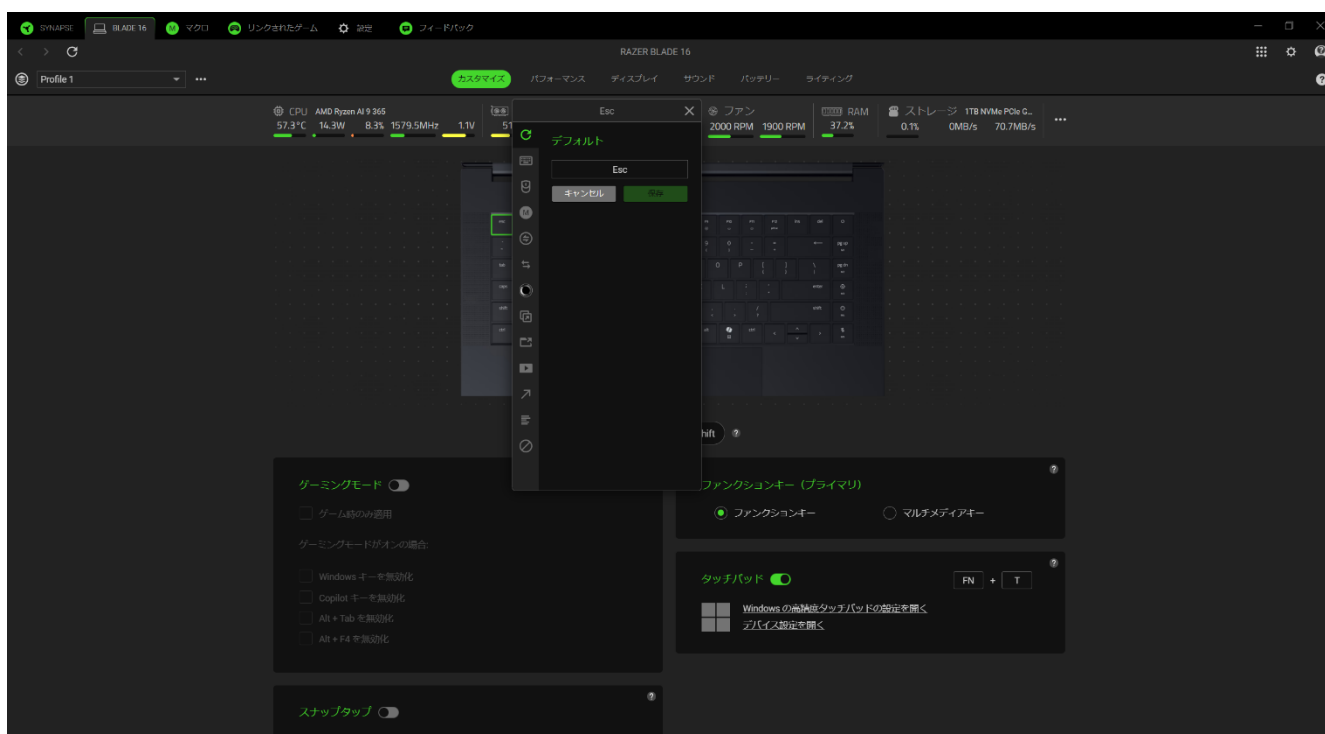 SYNAPSE BLADE 16 マクロ リンクされたゲーム 設定 フィードバック
RAZER BLADE 16
Profile 1 カスタマイズ パフォーマンス ディスプレイ サウンド バッテリー ライティング
CPU AMD Ryzen AI 9 365 Esc ファン RAM ストレージ 1TB NVMe PCIe G...
57.3°C 14.3W 8.3% 1579.5MHz 1.1V 51 2000 RPM 1900 RPM 37.2% 0.1% 0MB/s 70.7MB/s
デフォルト
Esc
キャンセル 保存
hift
ゲーミングモード
ゲーム時のみ適用
ゲーミングモードがオンの場合:
Windows キーを無効化
Copilot キーを無効化
Alt + Tab を無効化
Alt + F4 を無効化
ファンクションキー (プライマリ)
ファンクションキー マルチメディアキー
タッチパッド FN + T
Windows の高精度タッチパッドの設定を開く
デバイス設定を開く
スナップタップ